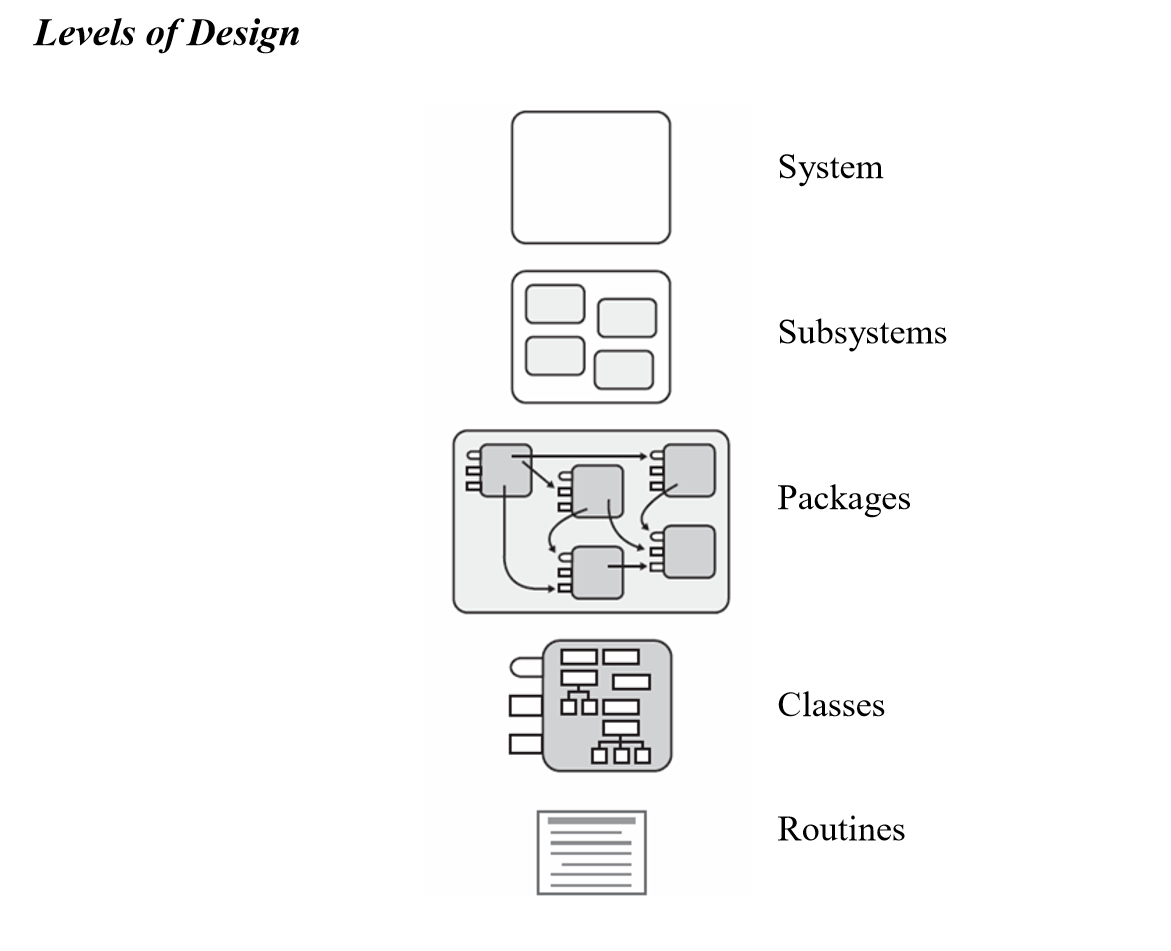 Levels of Design
System
Subsystems
Packages
Classes
Routines